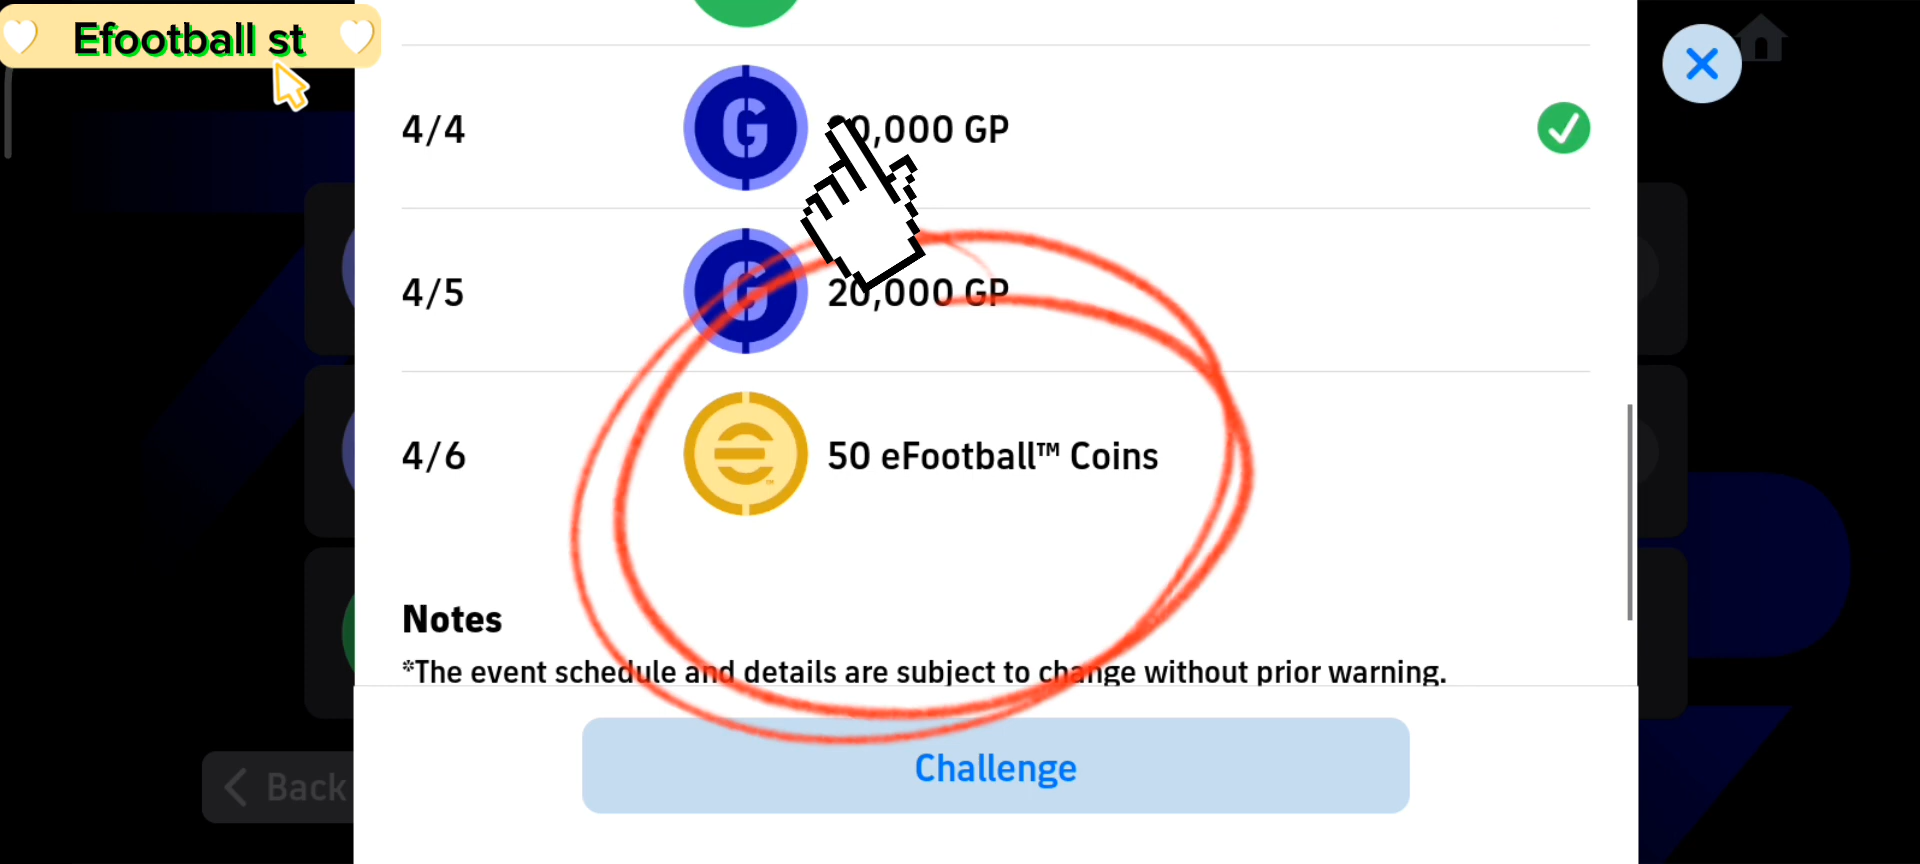 Efootball st
4/4
0,000 GP
4/5
20,000 GP
4/6
50 eFootball™ Coins
Notes
*The event schedule and details are subject to change without prior warning.
Back
Challenge